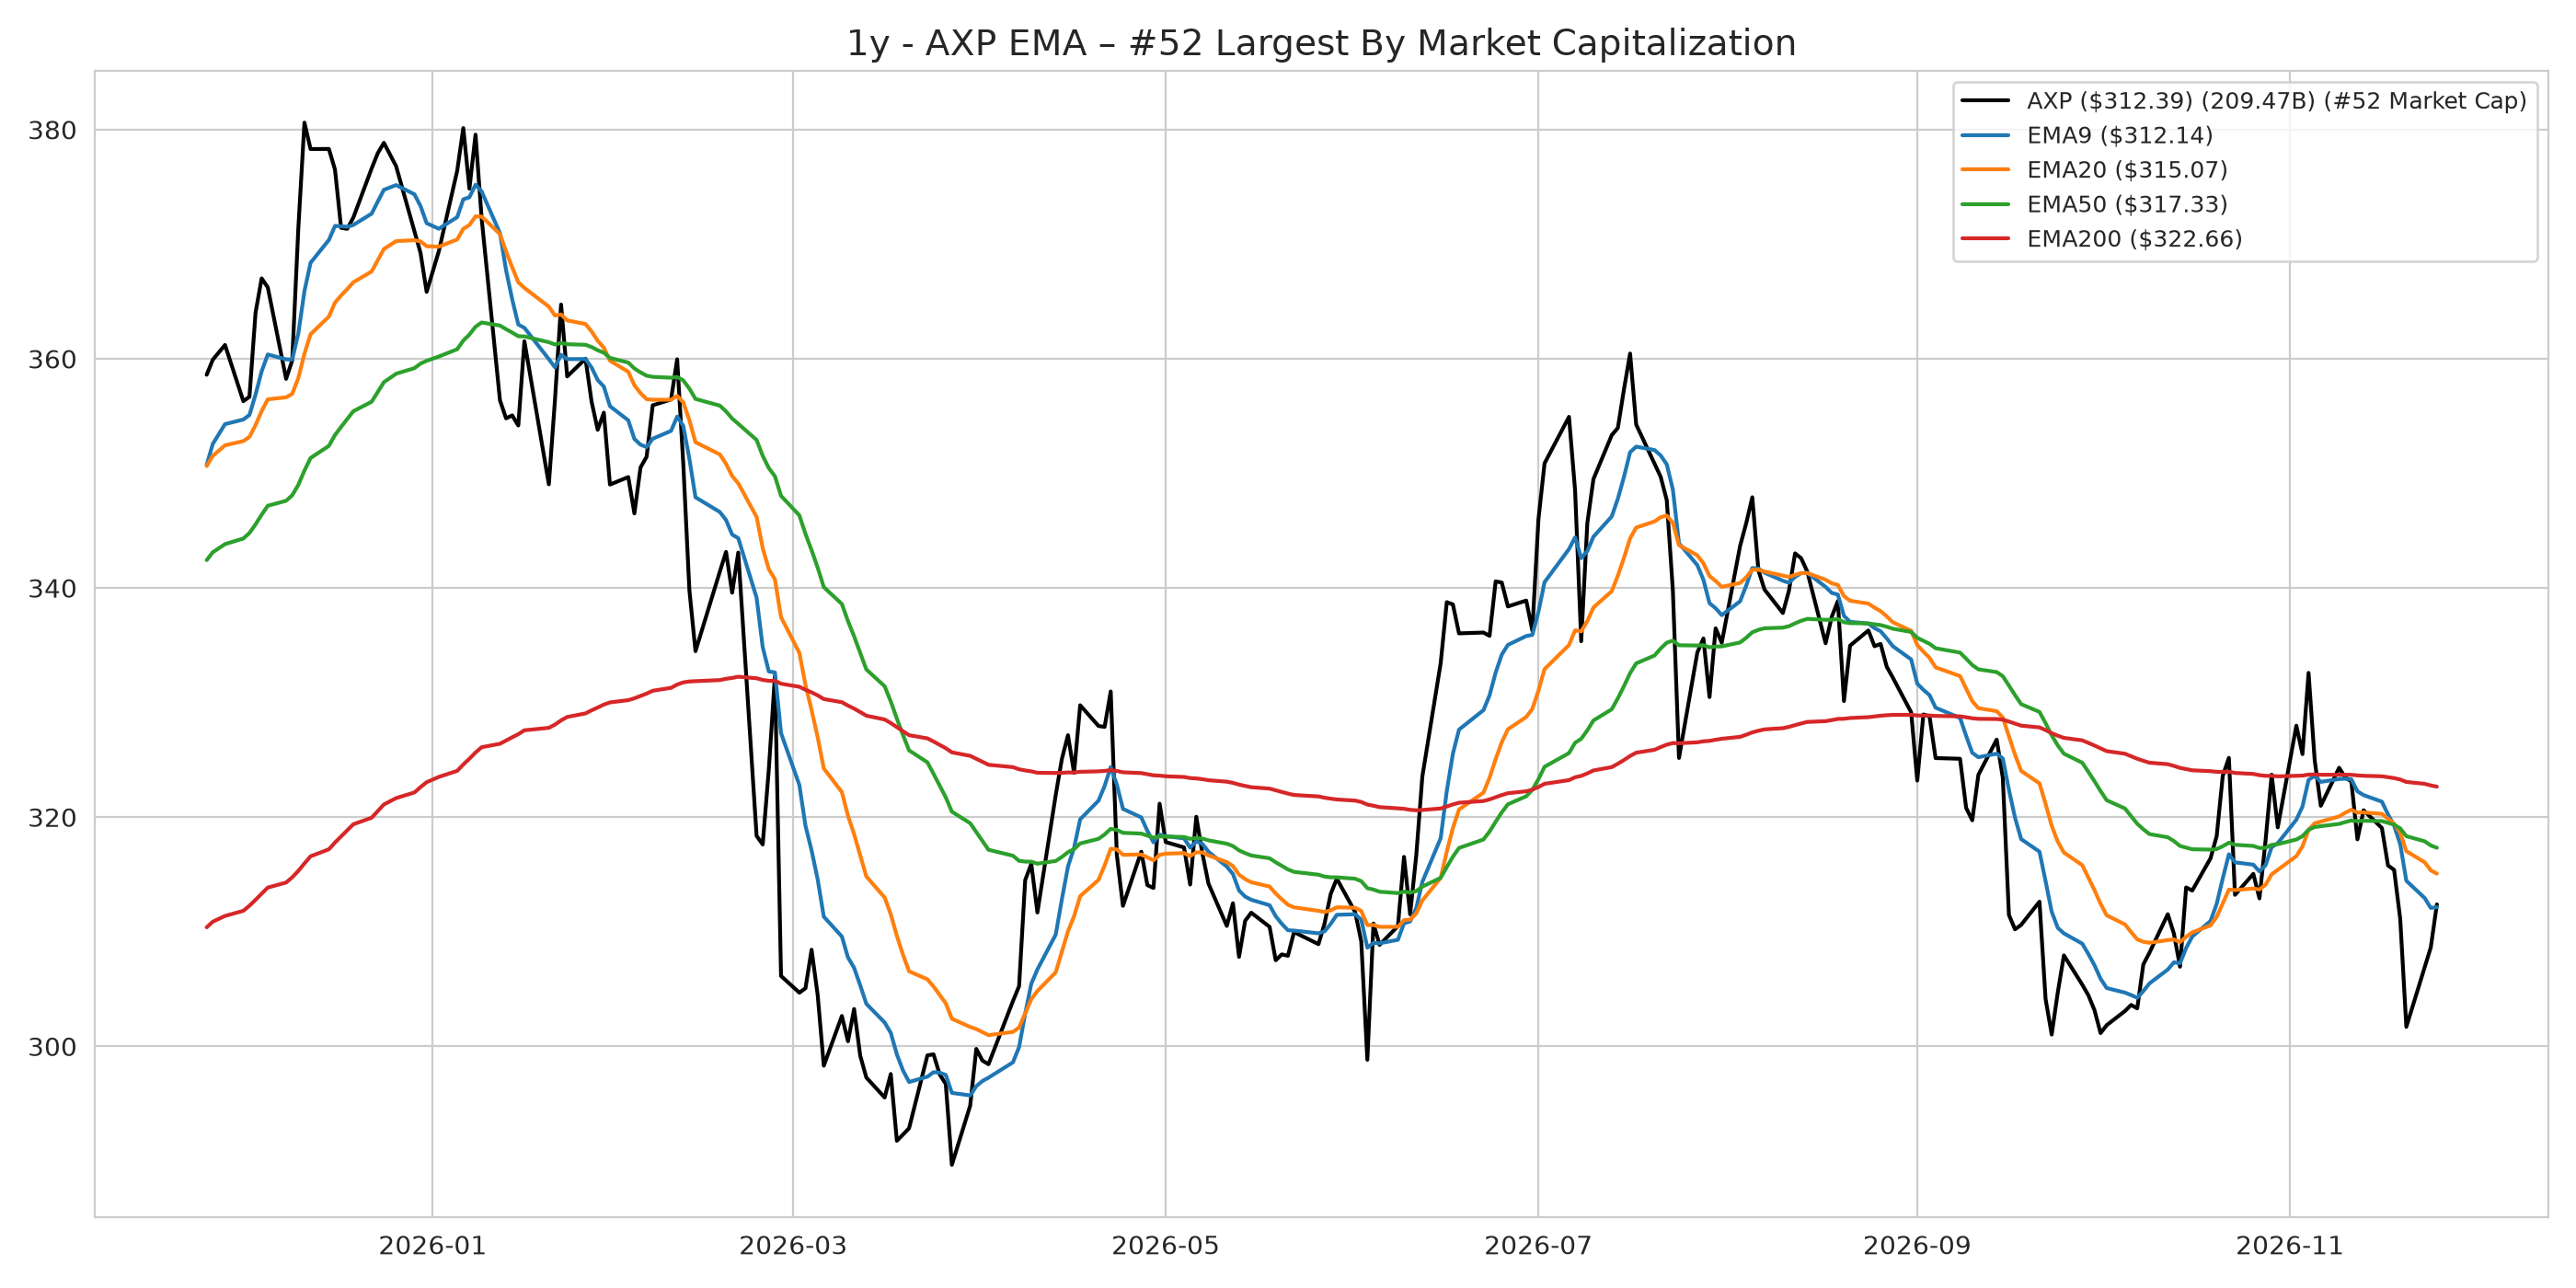 1y - AXP EMA – #52 Largest By Market Capitalization
AXP ($312.39) (209.47B) (#52 Market Cap)
EMA9 ($312.14)
EMA20 ($315.07)
EMA50 ($317.33)
EMA200 ($322.66)
380
360
340
320
300
2026-01
2026-03
2026-05
2026-07
2026-09
2026-11